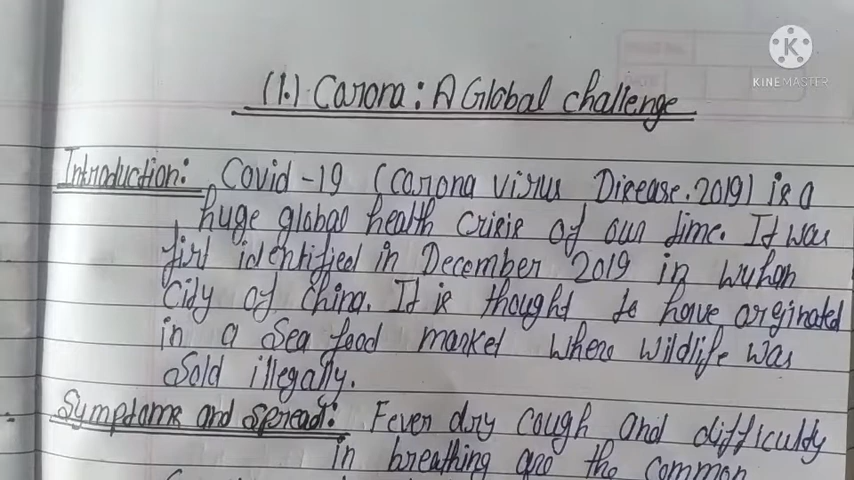 KINEMASTER
(1.) Carona: A Global challenge
Introduction: Covid-19 (carona virus Disease.2019) is a
huge global health crisis of our time. It was
first identified in December 2019 in wuhan
City of china. It is thought to have orginated
in a Sea food market where wildlife was
Sold illegally.
Symptoms and spread: Fever dry cough and difficulty
in breathing are the common